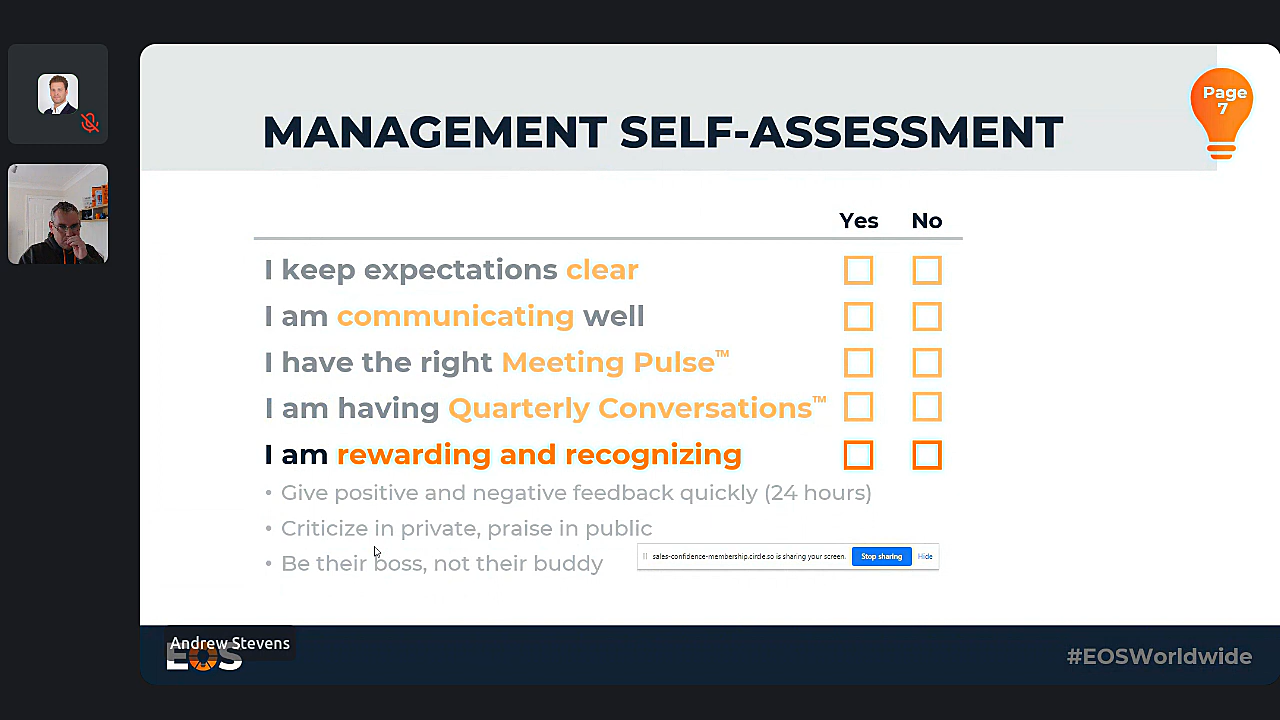 Page
7
MANAGEMENT SELF-ASSESSMENT
Yes No
I keep expectations clear
I am communicating well
I have the right Meeting Pulse™
I am having Quarterly Conversations™
I am rewarding and recognizing
• Give positive and negative feedback quickly (24 hours)
• Criticize in private, praise in public
• Be their boss, not their buddy
sales-confidence-membership.circle.so is sharing your screen. Stop sharing Hide
Andrew Stevens
EOS
#EOSWorldwide